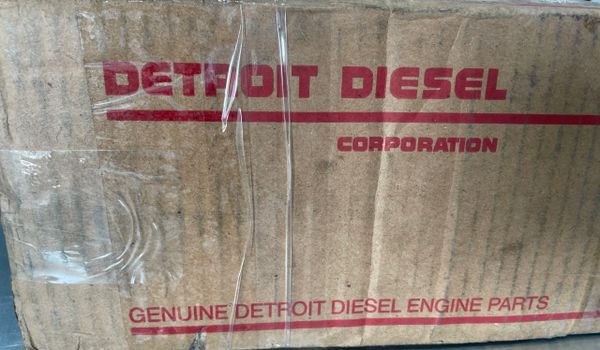 DETROIT DIESEL
CORPORATION
GENUINE DETROIT DIESEL ENGINE PARTS